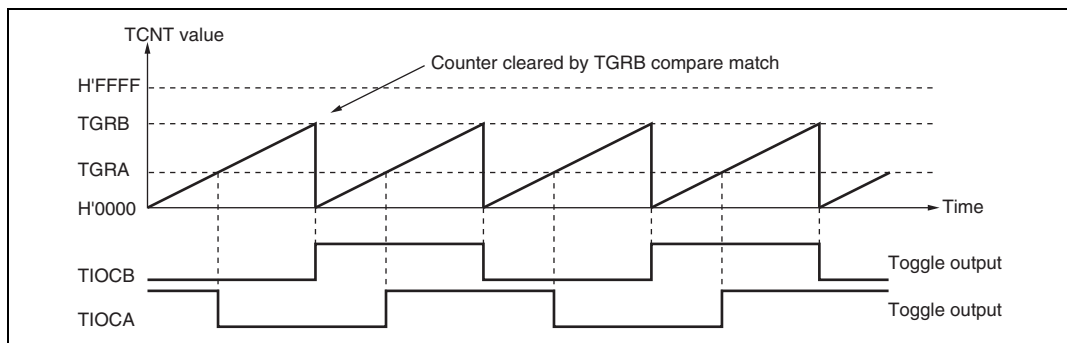 TCNT value
Counter cleared by TGRB compare match
H'FFFF
TGRB
TGRA
H'0000
Time
TIOCB
Toggle output
TIOCA
Toggle output